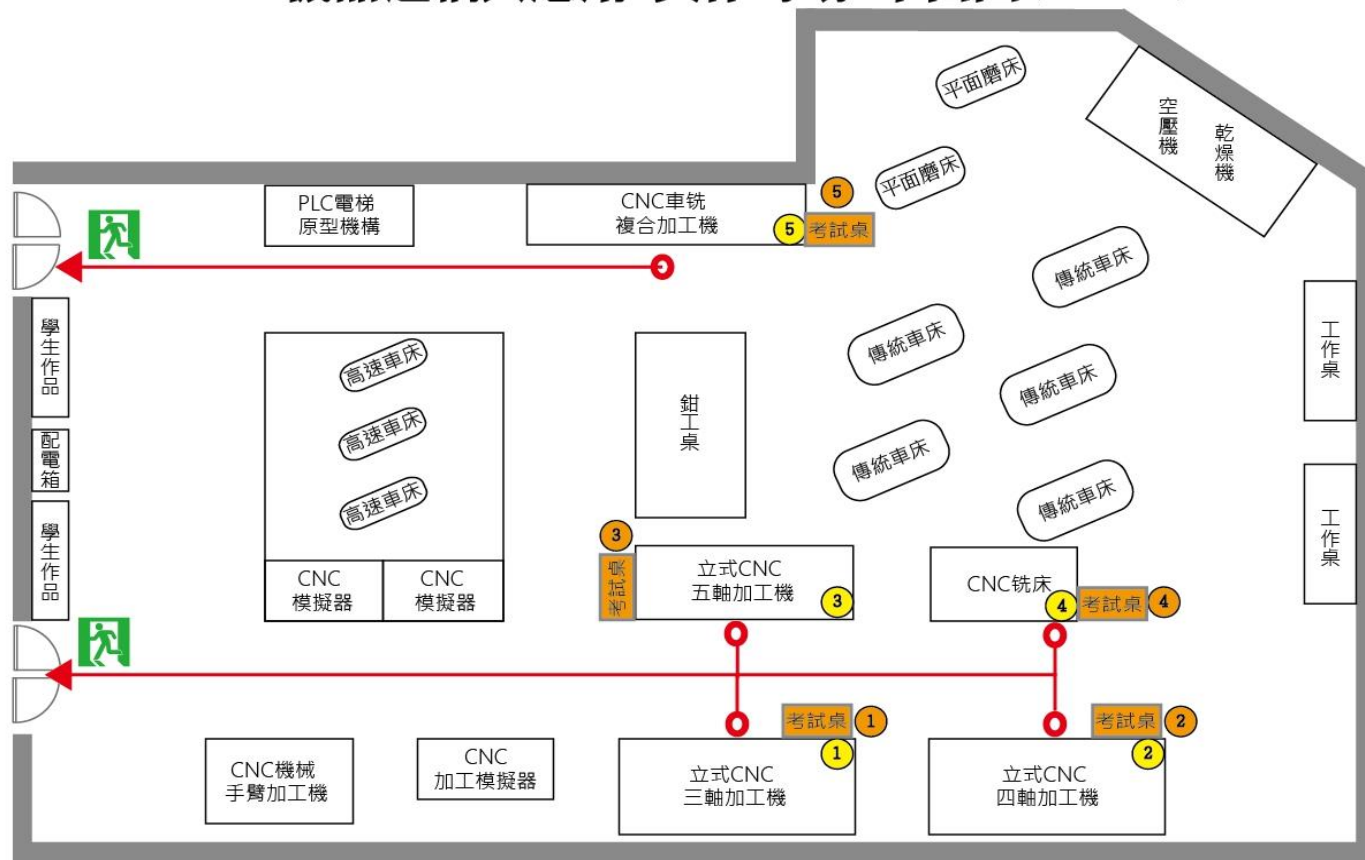 平面磨床
空壓機
乾燥機
平面磨床
PLC電梯
原型機構
CNC車铣
複合加工機
5
5
考試桌
傳統車床
傳統車床
傳統車床
傳統車床
傳統車床
工作桌
工作桌
學生作品
配電箱
學生作品
高速車床
高速車床
高速車床
CNC
模擬器
CNC
模擬器
鉗工桌
3
考試桌
立式CNC
五軸加工機
3
CNC铣床
4
考試桌
4
考試桌
1
考試桌
2
CNC機械
手臂加工機
CNC
加工模擬器
1
立式CNC
三軸加工機
2
立式CNC
四軸加工機